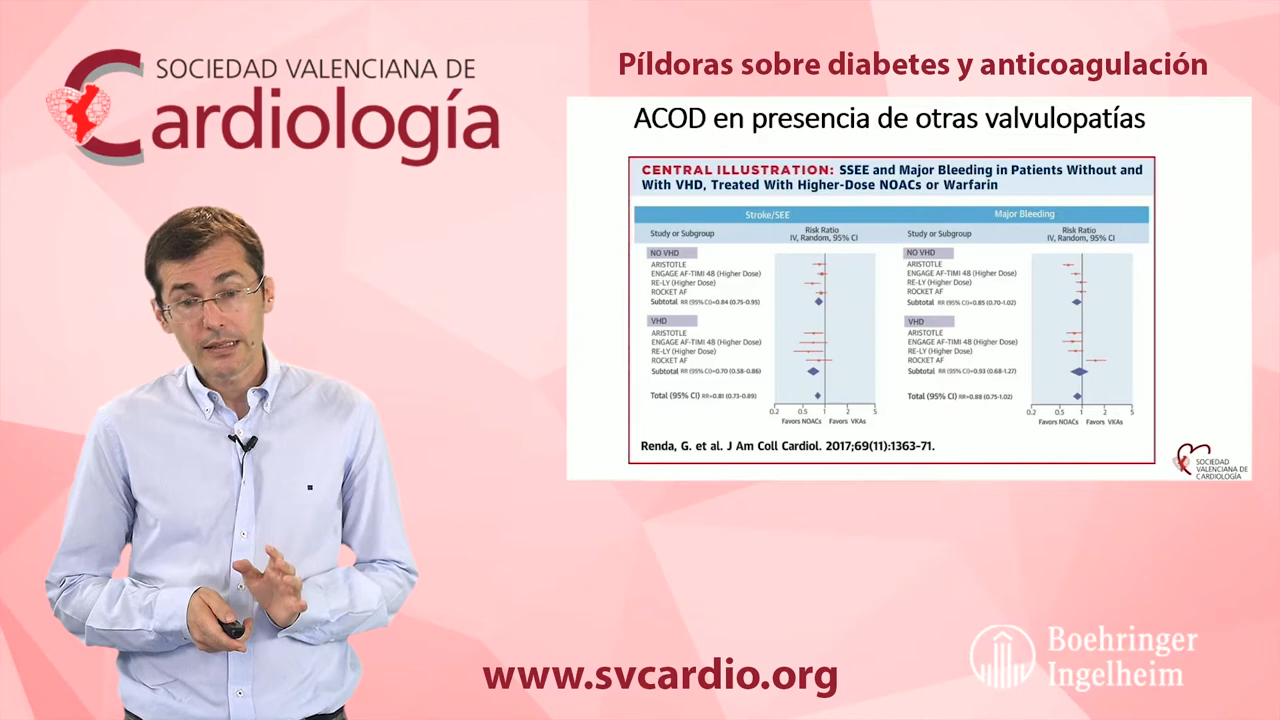 SOCIEDAD VALENCIANA DE
Cardiología
Píldoras sobre diabetes y anticoagulación
ACOD en presencia de otras valvulopatías
CENTRAL ILLUSTRATION: SSEE and Major Bleeding in Patients Without and
With VHD, Treated With Higher-Dose NOACs or Warfarin
Stroke/SEE
Study or Subgroup
Risk Ratio
IV, Random, 95% CI
NO VHD
ARISTOTLE
ENGAGE AF-TIMI 48 (Higher Dose)
RE-LY (Higher Dose)
ROCKET AF
Subtotal RR (95% CI)=0.84 (0.75-0.95)
VHD
ARISTOTLE
ENGAGE AF-TIMI 48 (Higher Dose)
RE-LY (Higher Dose)
ROCKET AF
Subtotal RR (95% CI)=0.70 (0.58-0.86)
Total (95% CI) RR=0.81 (0.73-0.89)
0.2 0.5 1 2 5
Favors NOACs Favors VKAs
Major Bleeding
Study or Subgroup
Risk Ratio
IV, Random, 95% CI
NO VHD
ARISTOTLE
ENGAGE AF-TIMI 48 (Higher Dose)
RE-LY (Higher Dose)
ROCKET AF
Subtotal RR (95% CI)=0.85 (0.70-1.02)
VHD
ARISTOTLE
ENGAGE AF-TIMI 48 (Higher Dose)
RE-LY (Higher Dose)
ROCKET AF
Subtotal RR (95% CI)=0.93 (0.68-1.27)
Total (95% CI) RR=0.88 (0.75-1.02)
0.2 0.5 1 2 5
Favors NOACs Favors VKAs
Renda, G. et al. J Am Coll Cardiol. 2017;69(11):1363-71.
SOCIEDAD
VALENCIANA DE
CARDIOLOGÍA
www.svcardio.org
Boehringer
Ingelheim